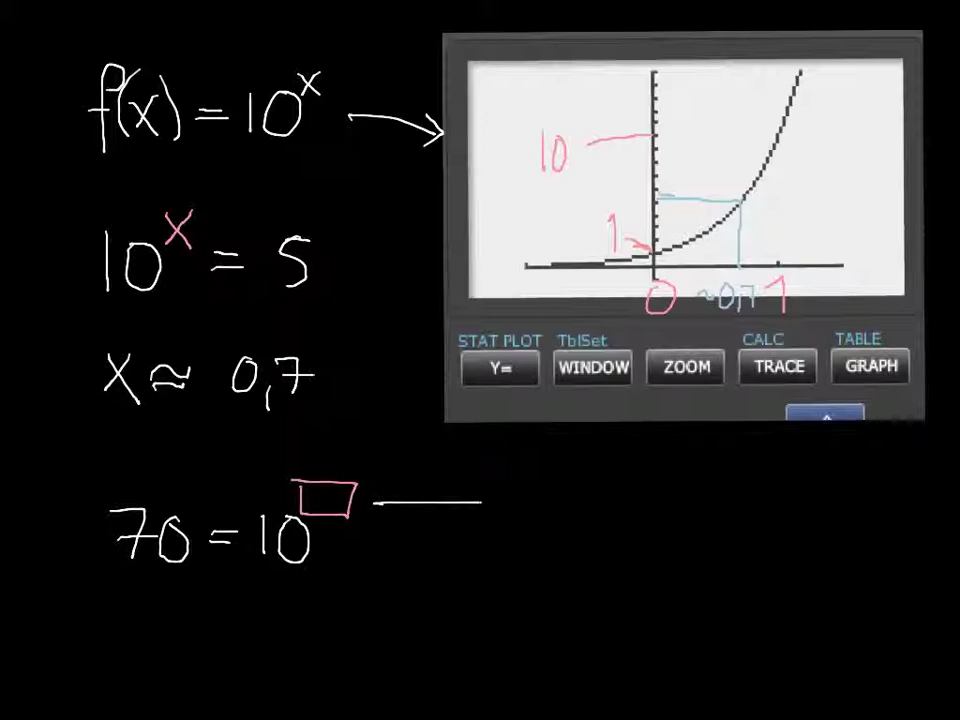 f(x) = 10^x
10^x = 5
x ≈ 0,7
70 = 10
10
1
0 ~0,7 1
STAT PLOT TblSet CALC TABLE
Y= WINDOW ZOOM TRACE GRAPH